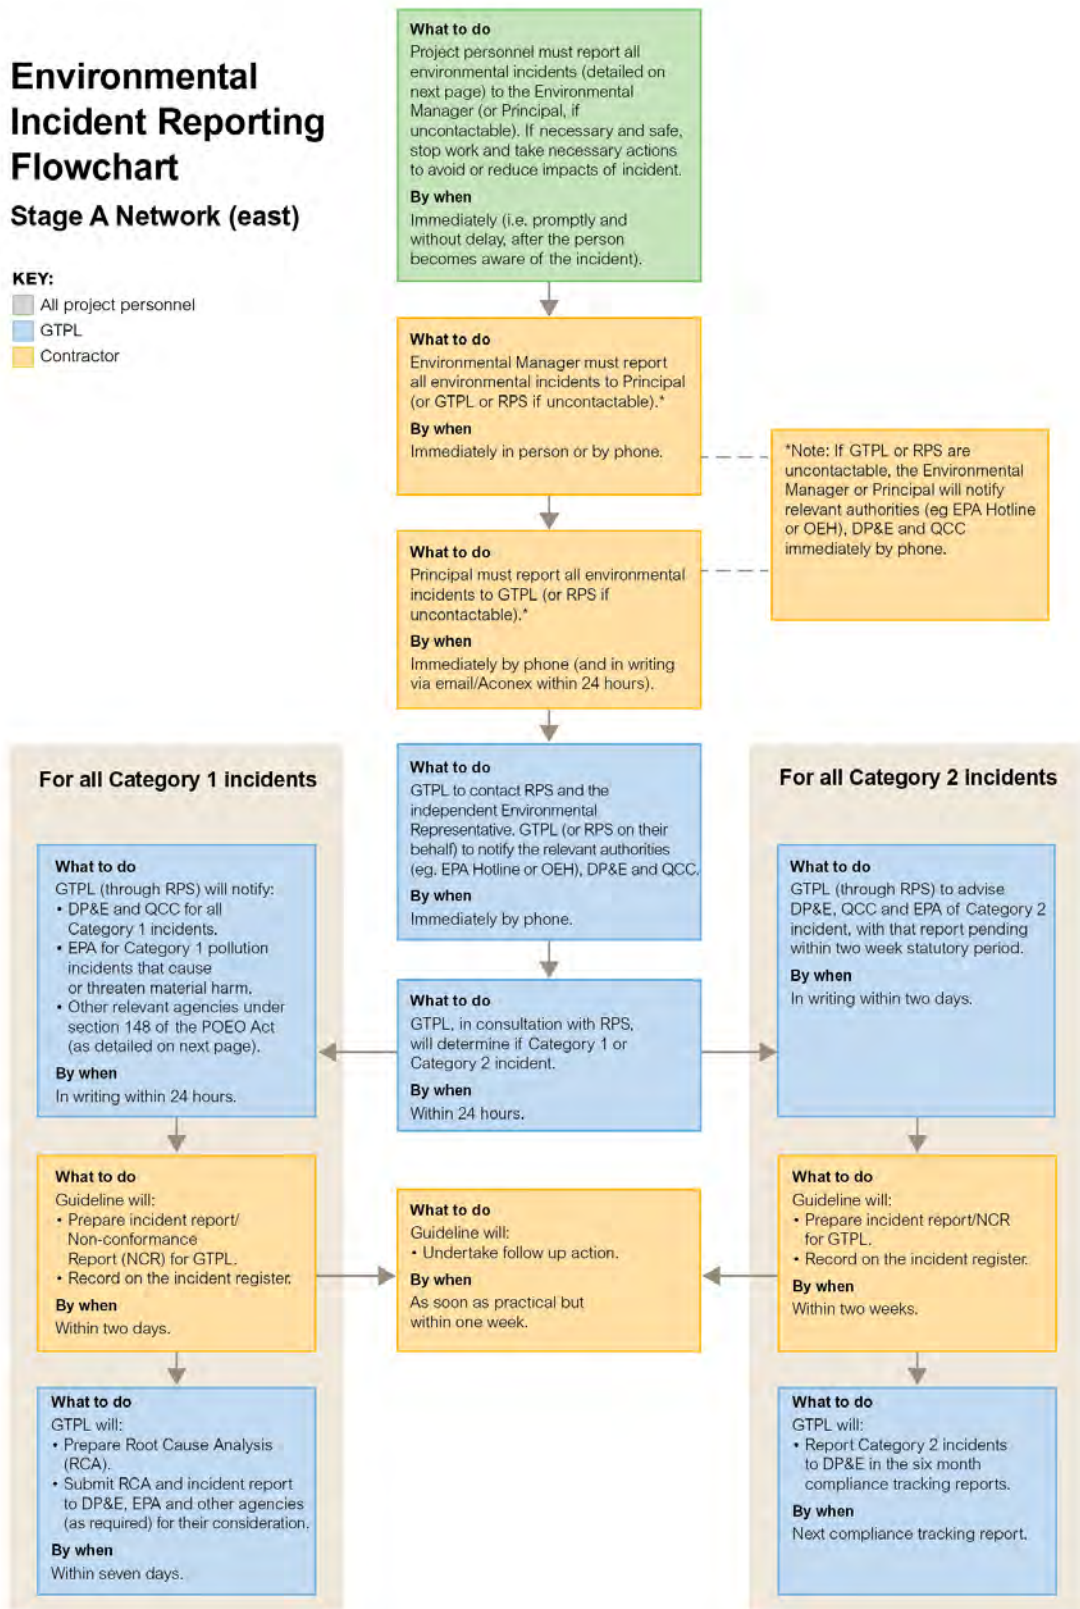 Environmental
Incident Reporting
Flowchart
Stage A Network (east)
KEY:
All project personnel
GTPL
Contractor
What to do
Project personnel must report all
environmental incidents (detailed on
next page) to the Environmental
Manager (or Principal, if
uncontactable). If necessary and safe,
stop work and take necessary actions
to avoid or reduce impacts of incident.
By when
Immediately (i.e. promptly and
without delay, after the person
becomes aware of the incident).
What to do
Environmental Manager must report
all environmental incidents to Principal
(or GTPL or RPS if uncontactable).*
By when
Immediately in person or by phone.
*Note: If GTPL or RPS are
uncontactable, the Environmental
Manager or Principal will notify
relevant authorities (eg EPA Hotline
or OEH), DP&E and QCC
immediately by phone.
What to do
Principal must report all environmental
incidents to GTPL (or RPS if
uncontactable).*
By when
Immediately by phone (and in writing
via email/Aconex within 24 hours).
What to do
GTPL to contact RPS and the
independent Environmental
Representative. GTPL (or RPS on their
behalf) to notify the relevant authorities
(eg. EPA Hotline or OEH), DP&E and QCC.
By when
Immediately by phone.
What to do
GTPL, in consultation with RPS,
will determine if Category 1 or
Category 2 incident.
By when
Within 24 hours.
For all Category 1 incidents
What to do
GTPL (through RPS) will notify:
• DP&E and QCC for all
Category 1 incidents.
• EPA for Category 1 pollution
incidents that cause
or threaten material harm.
• Other relevant agencies under
section 148 of the POEO Act
(as detailed on next page).
By when
In writing within 24 hours.
What to do
Guideline will:
• Prepare incident report/
Non-conformance
Report (NCR) for GTPL.
• Record on the incident register.
By when
Within two days.
What to do
GTPL will:
• Prepare Root Cause Analysis
(RCA).
• Submit RCA and incident report
to DP&E, EPA and other agencies
(as required) for their consideration.
By when
Within seven days.
What to do
Guideline will:
• Undertake follow up action.
By when
As soon as practical but
within one week.
For all Category 2 incidents
What to do
GTPL (through RPS) to advise
DP&E, QCC and EPA of Category 2
incident, with that report pending
within two week statutory period.
By when
In writing within two days.
What to do
Guideline will:
• Prepare incident report/NCR
for GTPL.
• Record on the incident register.
By when
Within two weeks.
What to do
GTPL will:
• Report Category 2 incidents
to DP&E in the six month
compliance tracking reports.
By when
Next compliance tracking report.